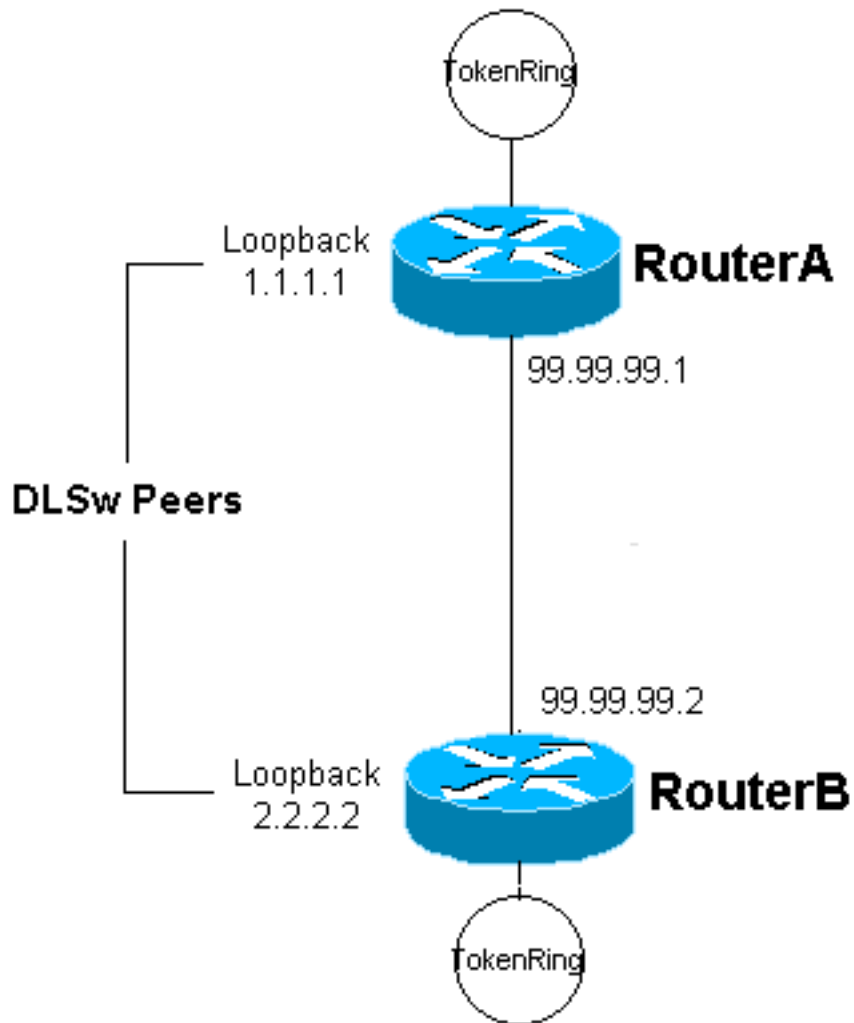 TokenRing
Loopback
1.1.1.1
RouterA
99.99.99.1
DLSw Peers
99.99.99.2
Loopback
2.2.2.2
RouterB
TokenRing